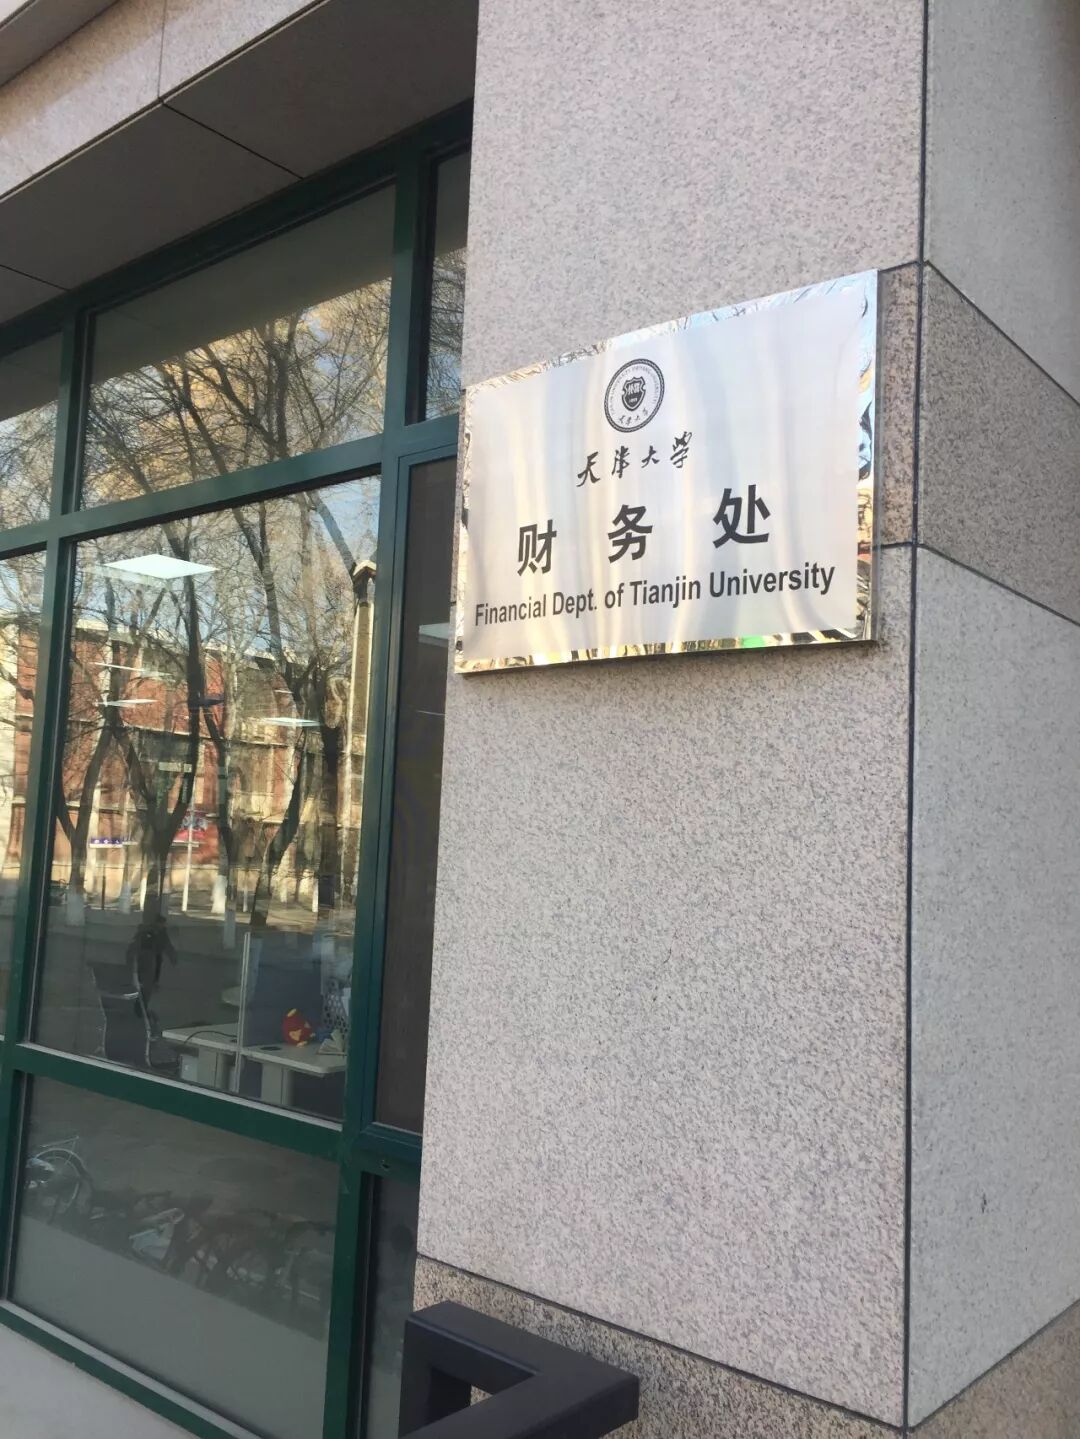 天津大学
财务处
Financial Dept. of Tianjin University